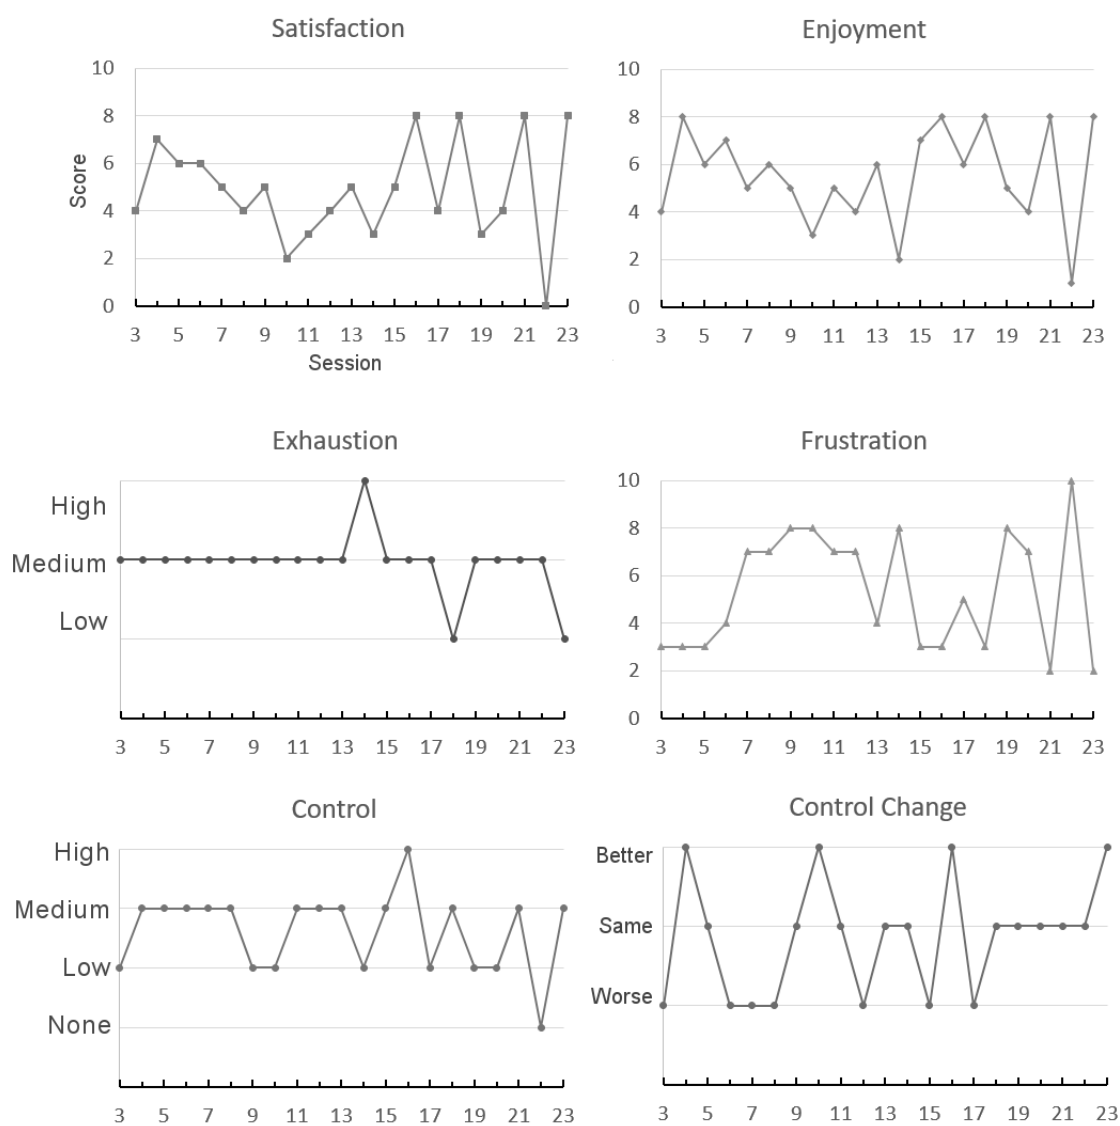 Satisfaction
10
8
6
4
2
0
Score
3 5 7 9 11 13 15 17 19 21 23
Session
Enjoyment
10
8
6
4
2
0
3 5 7 9 11 13 15 17 19 21 23
Exhaustion
High
Medium
Low
3 5 7 9 11 13 15 17 19 21 23
Frustration
10
8
6
4
2
0
3 5 7 9 11 13 15 17 19 21 23
Control
High
Medium
Low
None
3 5 7 9 11 13 15 17 19 21 23
Control Change
Better
Same
Worse
3 5 7 9 11 13 15 17 19 21 23